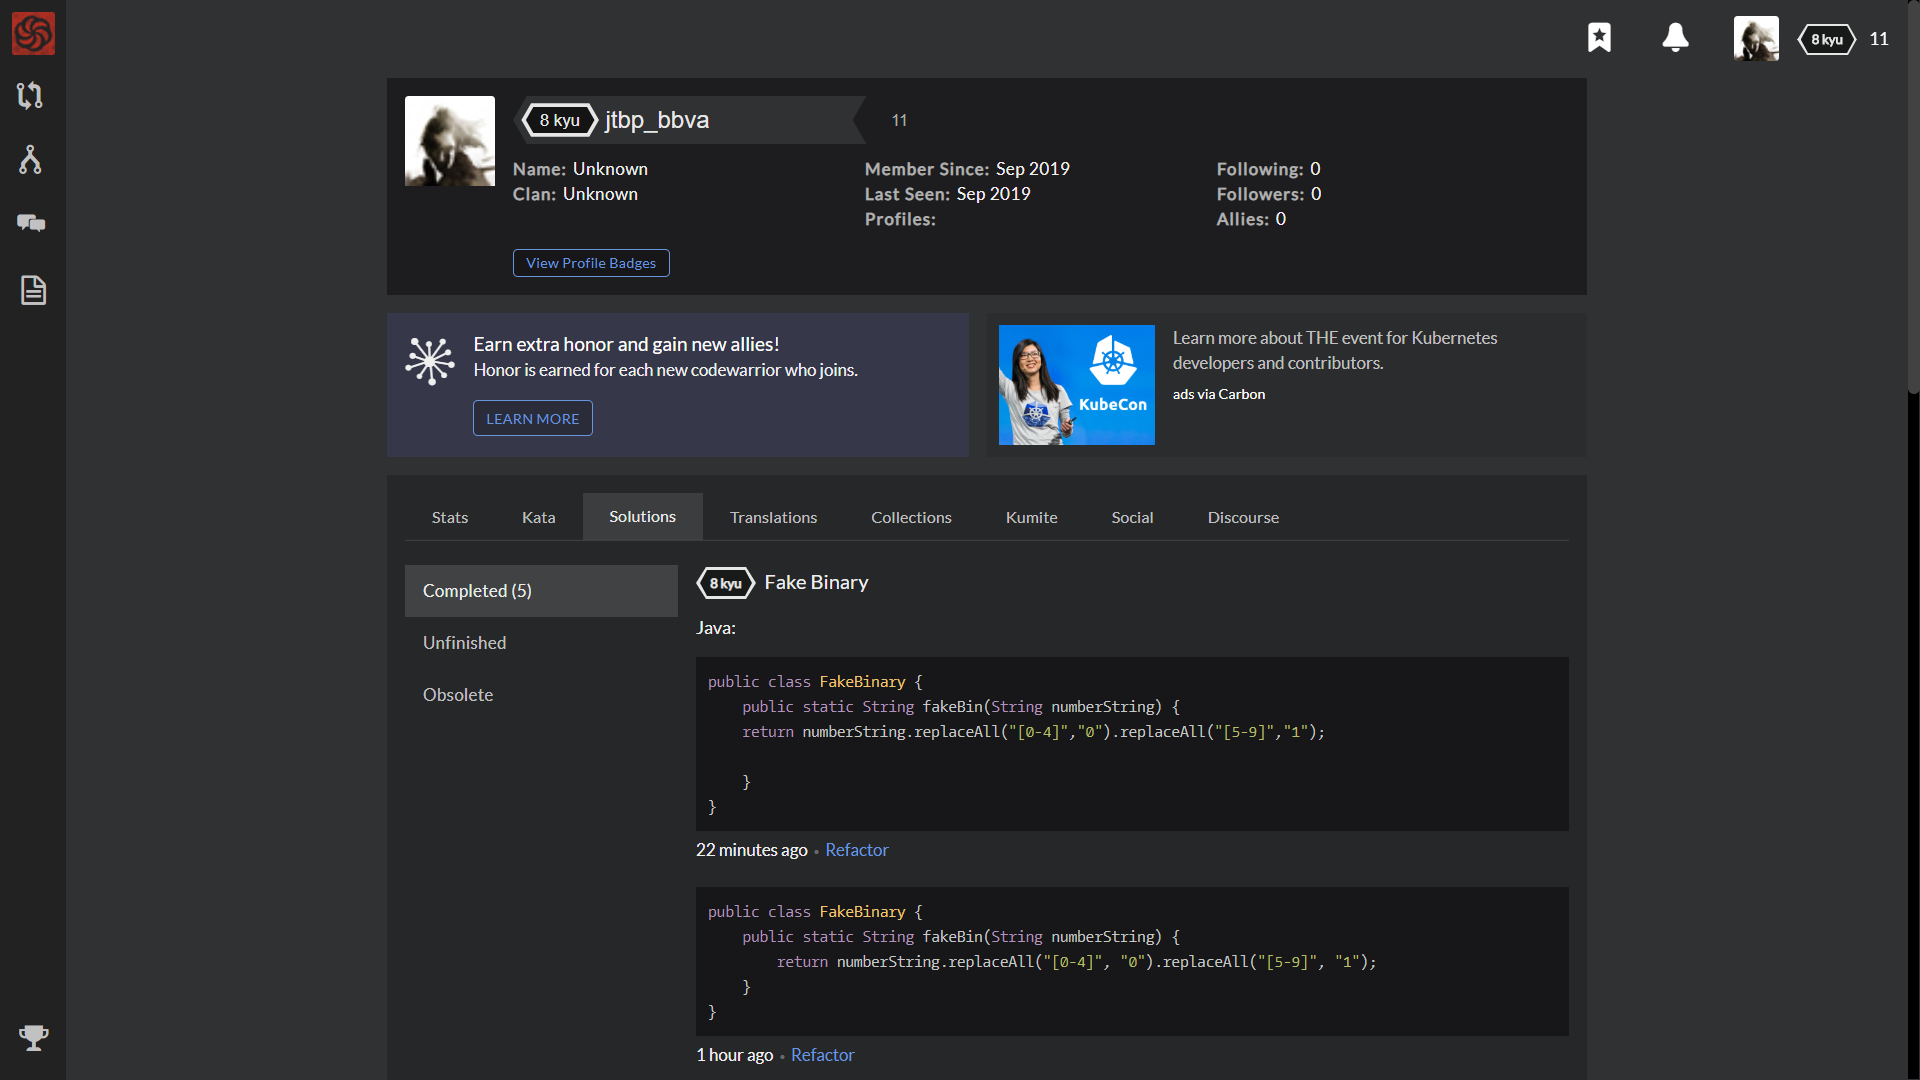 8 kyu 11
8 kyu jtbp_bbva 11
Name: Unknown
Clan: Unknown
Member Since: Sep 2019
Last Seen: Sep 2019
Profiles:
Following: 0
Followers: 0
Allies: 0
View Profile Badges
Earn extra honor and gain new allies!
Honor is earned for each new codewarrior who joins.
LEARN MORE
KubeCon
Learn more about THE event for Kubernetes
developers and contributors.
ads via Carbon
Stats Kata Solutions Translations Collections Kumite Social Discourse
Completed (5)
Unfinished
Obsolete
8 kyu Fake Binary
Java:
public class FakeBinary {
    public static String fakeBin(String numberString) {
    return numberString.replaceAll("[0-4]","0").replaceAll("[5-9]","1");
    }
}
22 minutes ago • Refactor
public class FakeBinary {
    public static String fakeBin(String numberString) {
        return numberString.replaceAll("[0-4]", "0").replaceAll("[5-9]", "1");
    }
}
1 hour ago • Refactor